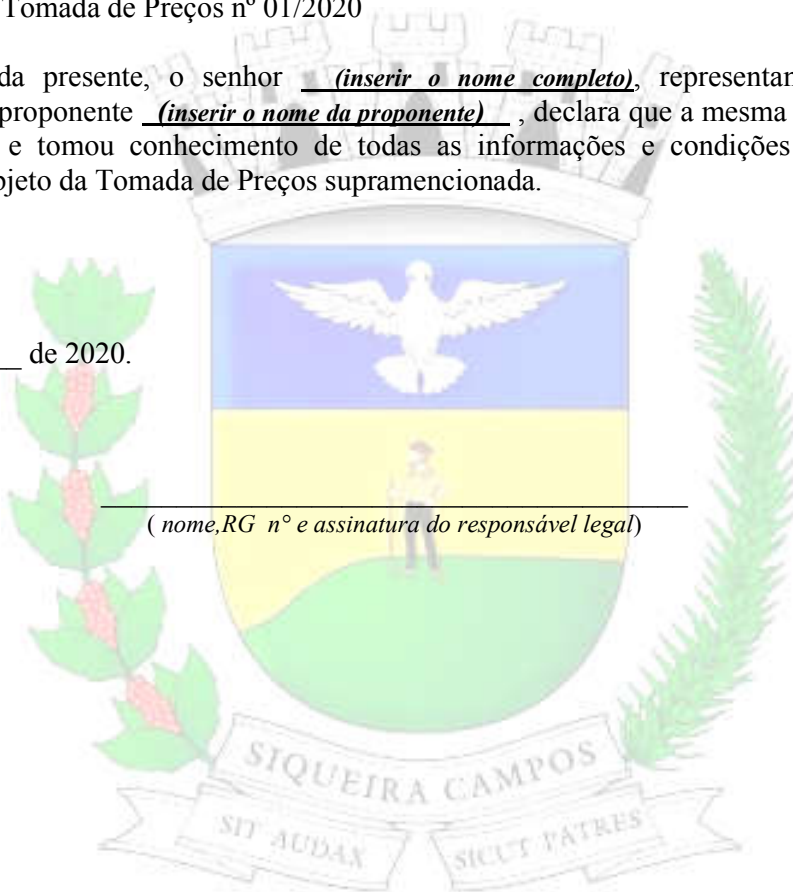 Tomada de Preços nº 01/2020
da presente, o senhor (inserir o nome completo), representan
proponente (inserir o nome da proponente) , declara que a mesma
e tomou conhecimento de todas as informações e condições
bjeto da Tomada de Preços supramencionada.
__ de 2020.
( nome,RG n° e assinatura do responsável legal)
SIQUEIRA CAMPOS
SIT AUDAX SICUT PATRES